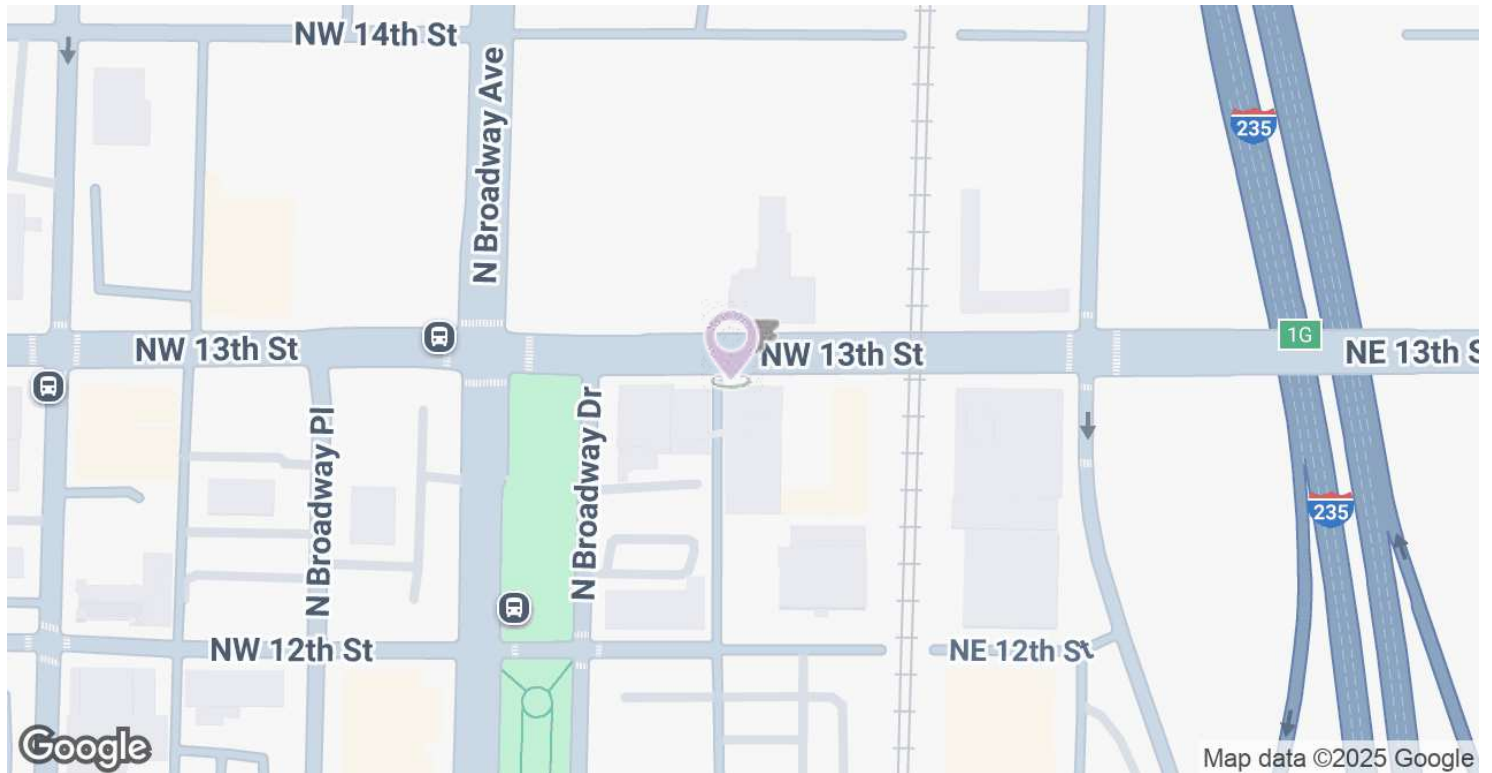 NW 14th St
N Broadway Ave
235
NW 13th St
NW 13th St
1G
NE 13th S
N Broadway Pl
N Broadway Dr
235
NW 12th St
NE 12th St
Google
Map data ©2025 Google